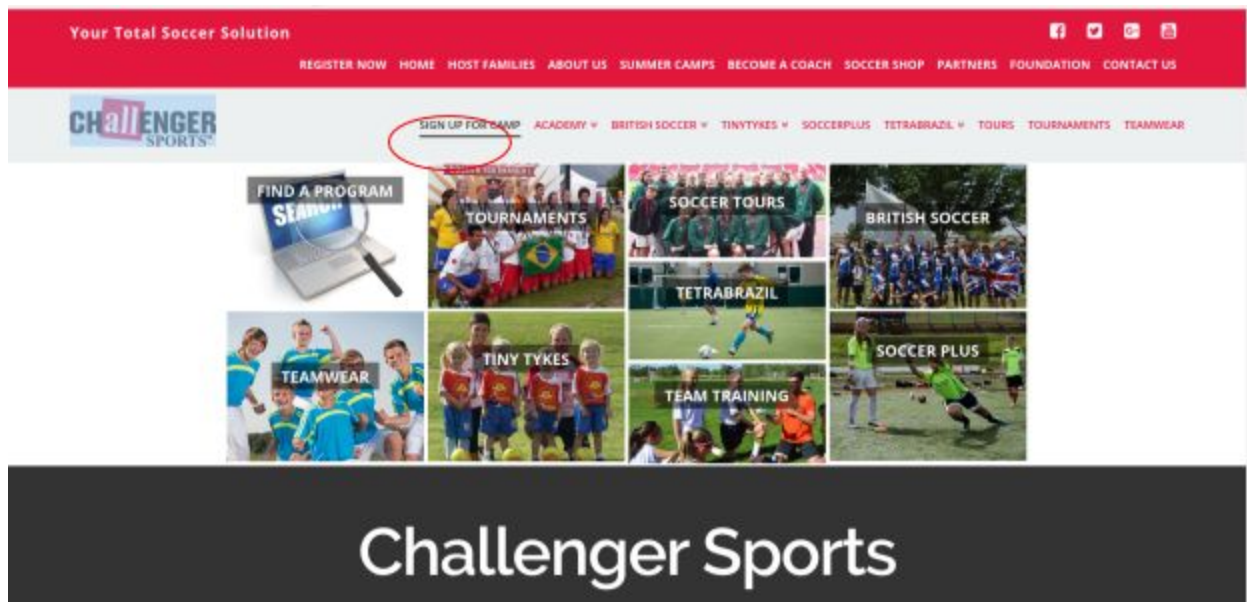 Your Total Soccer Solution
REGISTER NOW HOME HOST FAMILIES ABOUT US SUMMER CAMPS BECOME A COACH SOCCER SHOP PARTNERS FOUNDATION CONTACT US
CHallENGER
SPORTS
SIGN UP FOR CAMP ACADEMY BRITISH SOCCER TINYTYKES SOCCERPLUS TETRABRAZIL TOURS TOURNAMENTS TEAMWEAR
FIND A PROGRAM
SEARCH
TOURNAMENTS
SOCCER TOURS
BRITISH SOCCER
TETRABRAZIL
TEAMWEAR
TINY TYKES
SOCCER PLUS
TEAM TRAINING
Challenger Sports